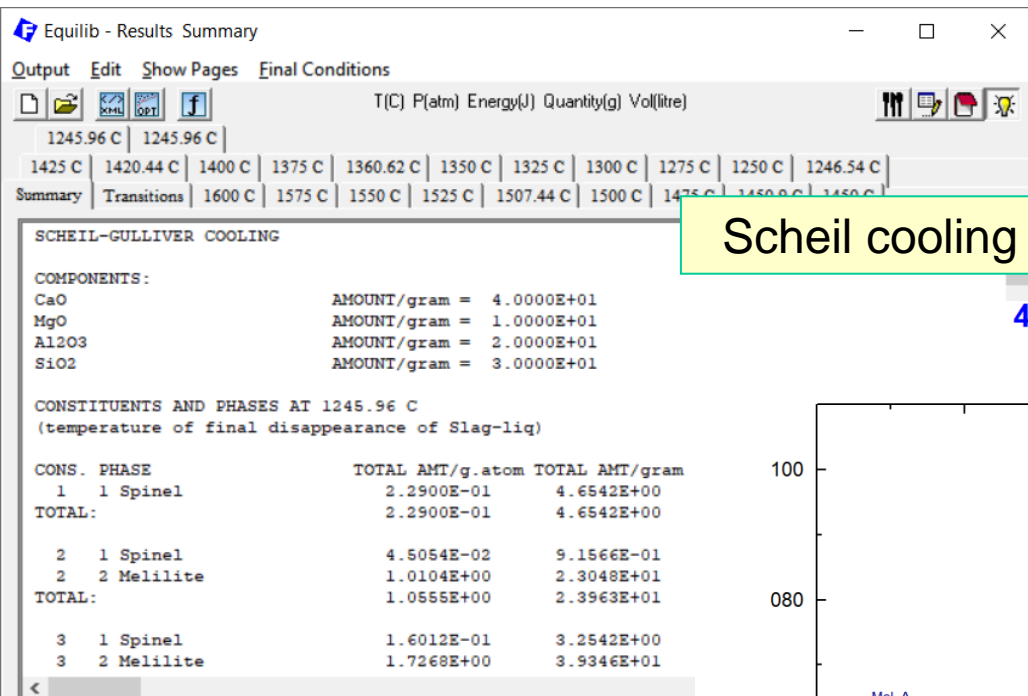 Equilib - Results Summary
Output Edit Show Pages Final Conditions
XML OPT f T(C) P(atm) Energy(J) Quantity(g) Vol(litre)
1245.96 C 1245.96 C
1425 C 1420.44 C 1400 C 1375 C 1360.62 C 1350 C 1325 C 1300 C 1275 C 1250 C 1246.54 C
Summary Transitions 1600 C 1575 C 1550 C 1525 C 1507.44 C 1500 C 1475 C 1450.9 C 1450 C
Scheil cooling
SCHEIL-GULLIVER COOLING
COMPONENTS:
CaO AMOUNT/gram = 4.0000E+01
MgO AMOUNT/gram = 1.0000E+01
Al2O3 AMOUNT/gram = 2.0000E+01
SiO2 AMOUNT/gram = 3.0000E+01
4
CONSTITUENTS AND PHASES AT 1245.96 C
(temperature of final disappearance of Slag-liq)
CONS. PHASE TOTAL AMT/g.atom TOTAL AMT/gram
1 1 Spinel 2.2900E-01 4.6542E+00
TOTAL: 2.2900E-01 4.6542E+00
2 1 Spinel 4.5054E-02 9.1566E-01
2 2 Melilite 1.0104E+00 2.3048E+01
TOTAL: 1.0555E+00 2.3963E+01
3 1 Spinel 1.6012E-01 3.2542E+00
3 2 Melilite 1.7268E+00 3.9346E+01
100
080